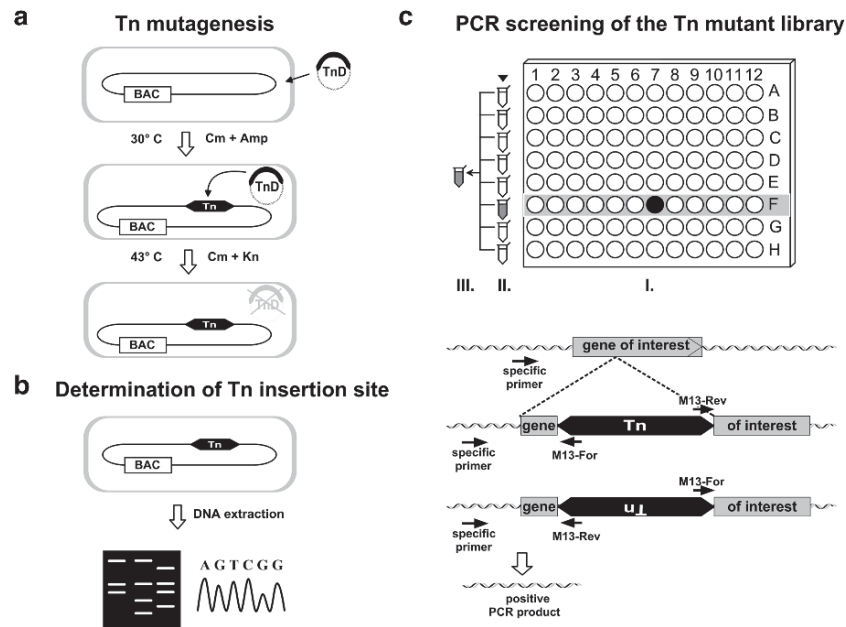 a
Tn mutagenesis
TnD
BAC
30° C Cm + Amp
TnD
Tn
BAC
43° C Cm + Kn
TnD
Tn
BAC
b
Determination of Tn insertion site
Tn
BAC
DNA extraction
A G T C G G
c
PCR screening of the Tn mutant library
1 2 3 4 5 6 7 8 9 10 11 12
A
B
C
D
E
F
G
H
III. II. I.
gene of interest
specific
primer
M13-Rev
gene Tn of interest
specific
primer
M13-For
M13-For
gene Tn of interest
specific
primer
M13-Rev
positive
PCR product